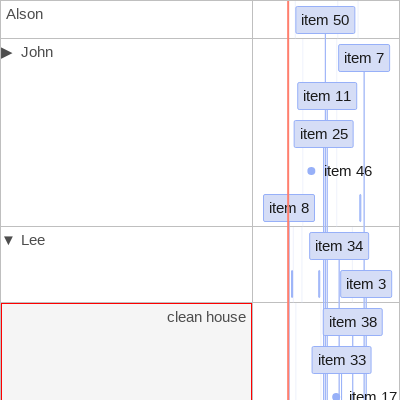 Alson
item 50
▶ John
item 7
item 11
item 25
item 46
item 8
▼ Lee
item 34
item 3
clean house
item 38
item 33
item 17